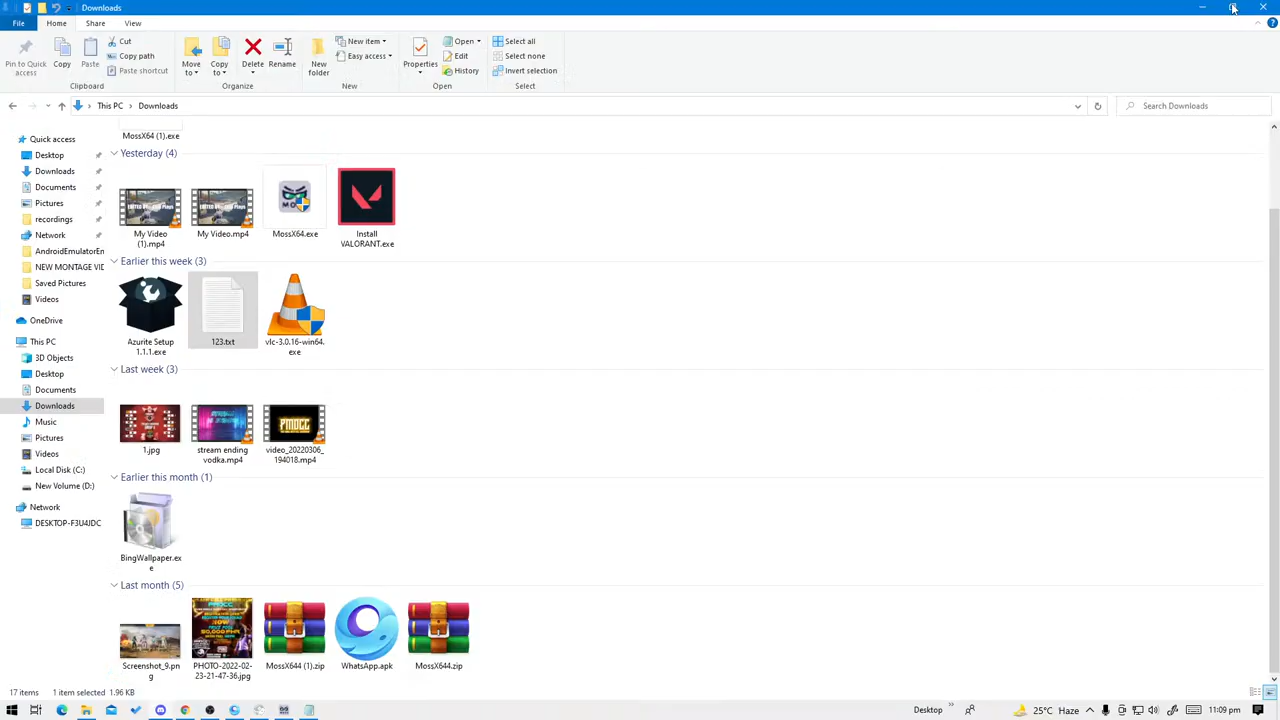 Downloads
File Home Share View
Pin to Quick access
Copy
Paste
Cut
Copy path
Paste shortcut
Clipboard
Move to
Copy to
Delete
Rename
Organize
New folder
New item
Easy access
New
Properties
Open
Edit
History
Open
Select all
Select none
Invert selection
Select
This PC Downloads
Search Downloads
Quick access
Desktop
Downloads
Documents
Pictures
recordings
Network
AndroidEmulatorEn
NEW MONTAGE VID
Saved Pictures
Videos
OneDrive
This PC
3D Objects
Desktop
Documents
Downloads
Music
Pictures
Videos
Local Disk (C:)
New Volume (D:)
Network
DESKTOP-F3U4JDC
MossX64 (1).exe
Yesterday (4)
My Video
(1).mp4
My Video.mp4
MossX64.exe
Install
VALORANT.exe
Earlier this week (3)
Azurite Setup
1.1.1.exe
123.txt
vlc-3.0.16-win64.
exe
Last week (3)
1.jpg
stream ending
vodka.mp4
PMOCC
video_20220306_
194018.mp4
Earlier this month (1)
BingWallpaper.ex
e
Last month (5)
Screenshot_9.pn
g
PMOCC
NOW
PHOTO-2022-02-
23-21-47-36.jpg
MossX644 (1).zip
WhatsApp.apk
MossX644.zip
17 items 1 item selected 1.96 KB
Desktop
25°C Haze
11:09 pm